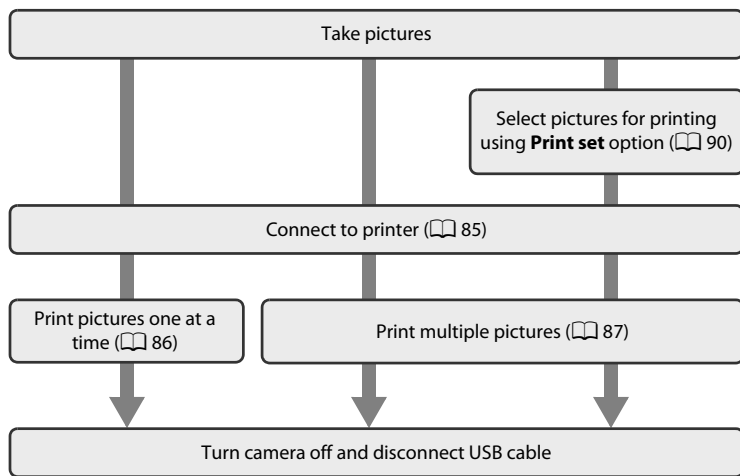 Take pictures
Select pictures for printing
using Print set option (📖 90)
Connect to printer (📖 85)
Print pictures one at a
time (📖 86)
Print multiple pictures (📖 87)
Turn camera off and disconnect USB cable